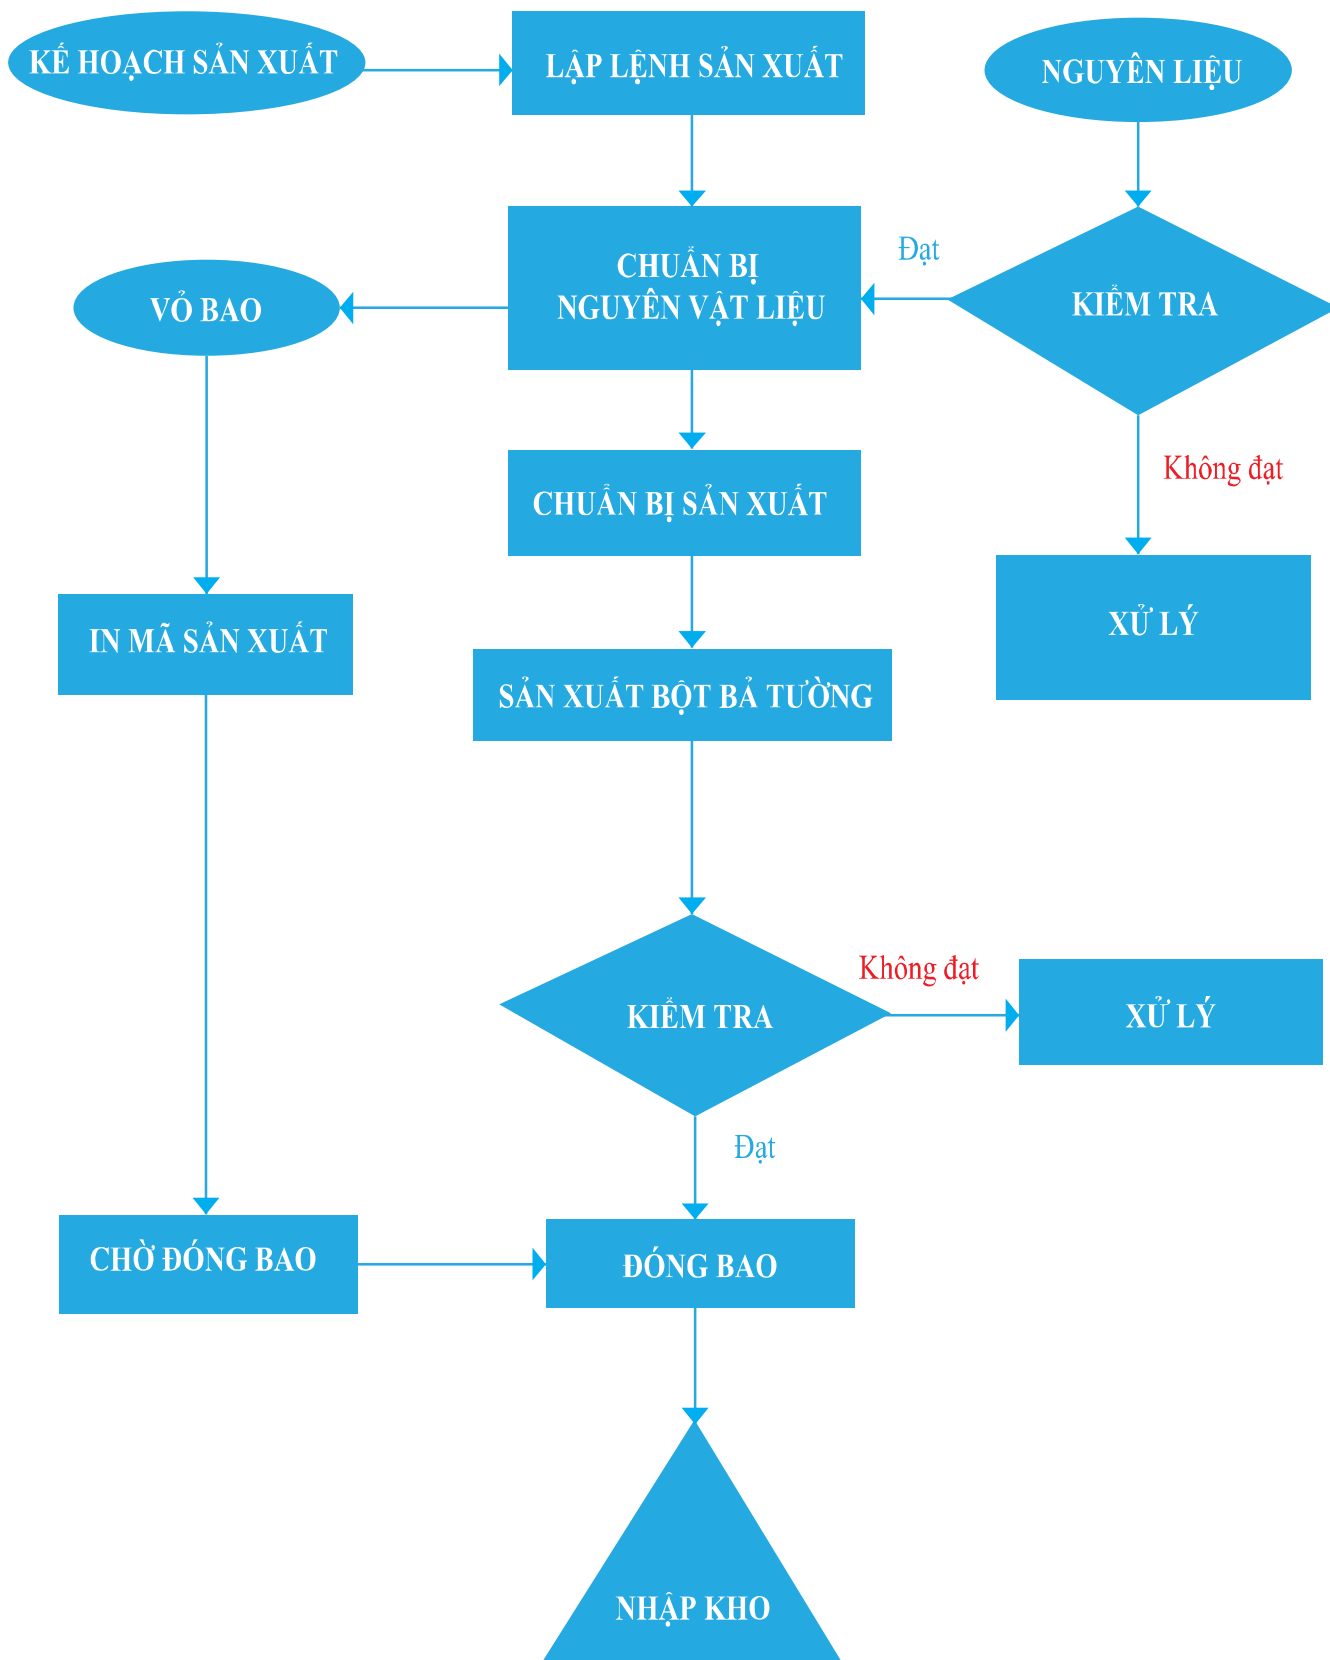 KẾ HOẠCH SẢN XUẤT
LẬP LỆNH SẢN XUẤT
NGUYÊN LIỆU
CHUẨN BỊ
NGUYÊN VẬT LIỆU
Đạt
KIỂM TRA
VỎ BAO
Không đạt
CHUẨN BỊ SẢN XUẤT
XỬ LÝ
IN MÃ SẢN XUẤT
SẢN XUẤT BỘT BẢ TƯỜNG
KIỂM TRA
Không đạt
XỬ LÝ
Đạt
CHỜ ĐÓNG BAO
ĐÓNG BAO
NHẬP KHO